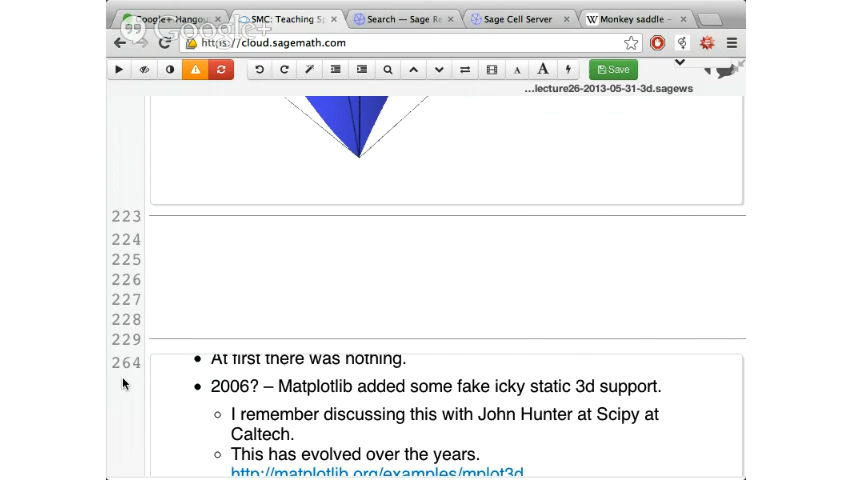 Google+ Hangou
SMC: Teaching Sp
Search — Sage Re
Sage Cell Server
Monkey saddle –
Google+
https://cloud.sagemath.com
A
A
Save
...lecture26-2013-05-31-3d.sagews
223
224
225
226
227
228
229
264
• At first there was nothing.
• 2006? – Matplotlib added some fake icky static 3d support.
◦ I remember discussing this with John Hunter at Scipy at
Caltech.
◦ This has evolved over the years.
http://matplotlib.org/examples/mplot3d